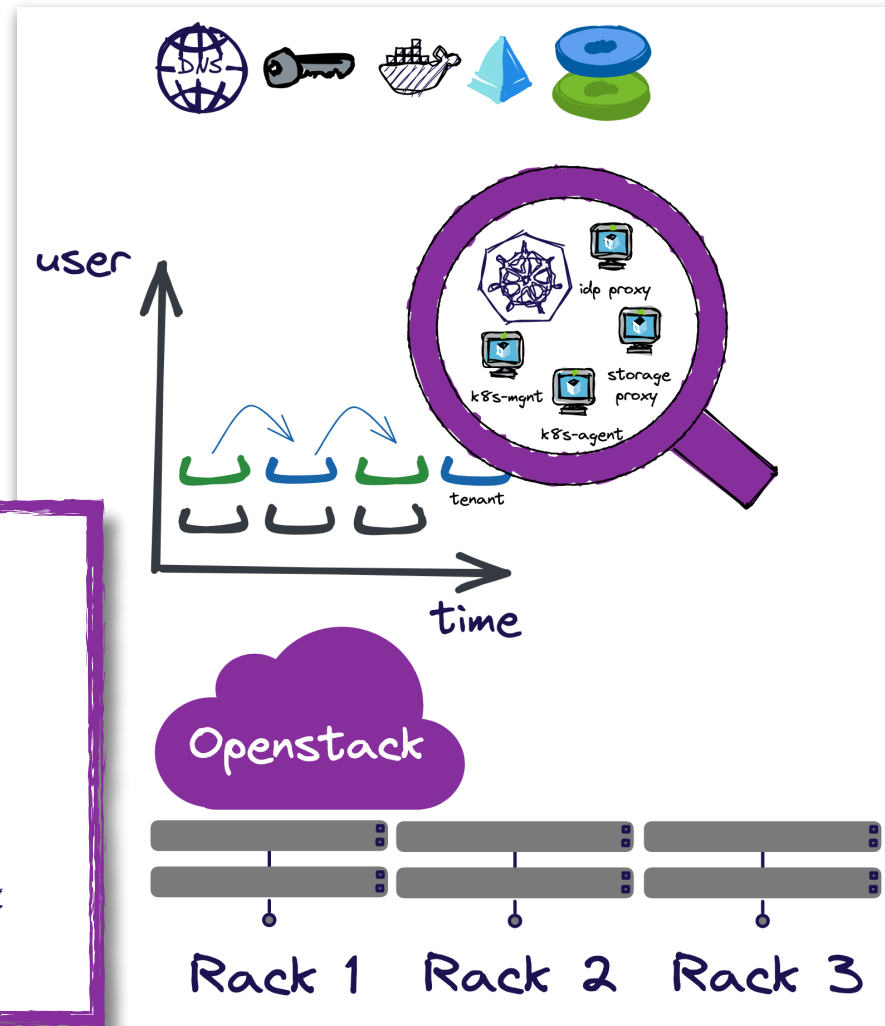 DNS
user
idp proxy
storage
proxy
k8s-mgnt
k8s-agent
tenant
time
Openstack
Rack 1
Rack 2
Rack 3